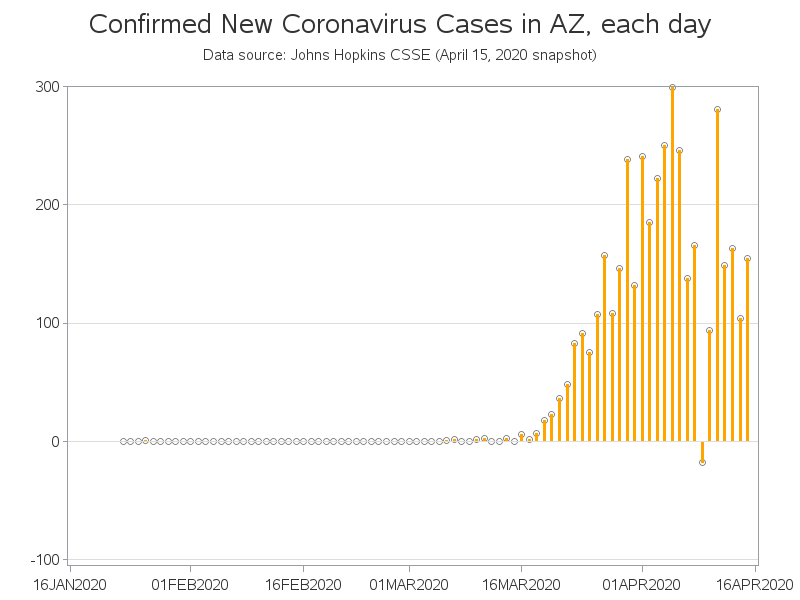 Confirmed New Coronavirus Cases in AZ, each day
Data source: Johns Hopkins CSSE (April 15, 2020 snapshot)
300
200
100
0
-100
16JAN2020 01FEB2020 16FEB2020 01MAR2020 16MAR2020 01APR2020 16APR2020